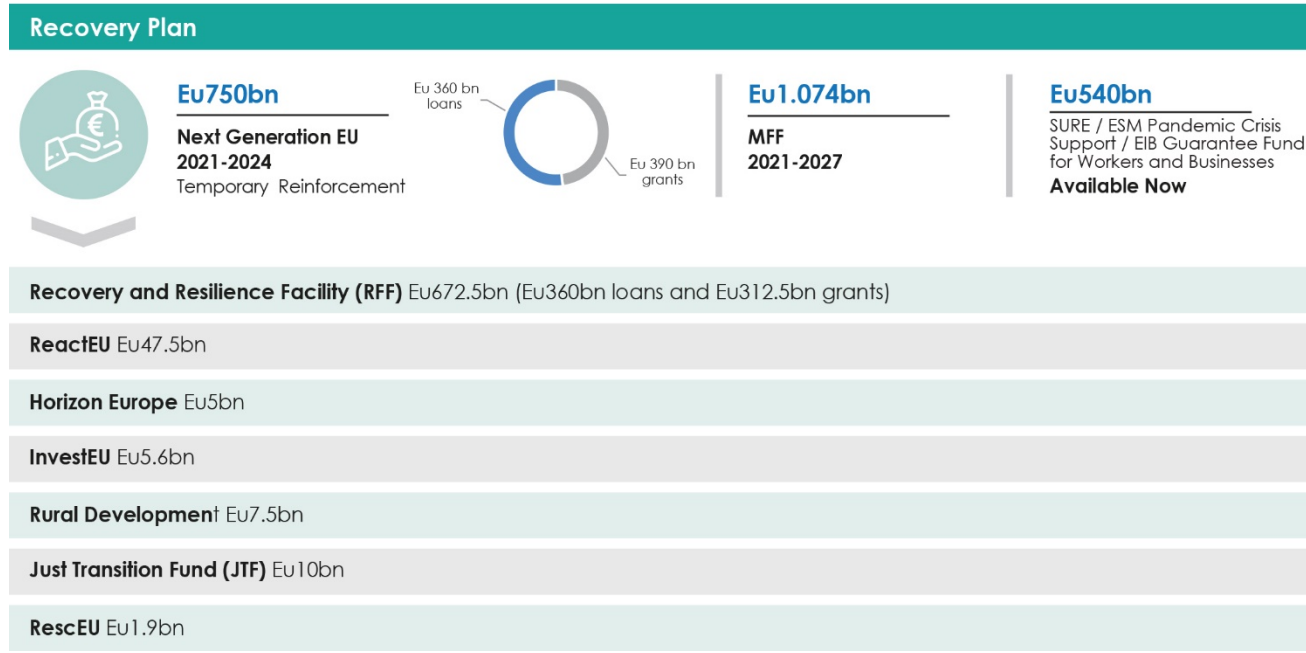 Recovery Plan
Eu750bn
Next Generation EU
2021-2024
Temporary Reinforcement
Eu 360 bn
loans
Eu 390 bn
grants
Eu1.074bn
MFF
2021-2027
Eu540bn
SURE / ESM Pandemic Crisis
Support / EIB Guarantee Fund
for Workers and Businesses
Available Now
Recovery and Resilience Facility (RFF) Eu672.5bn (Eu360bn loans and Eu312.5bn grants)
ReactEU Eu47.5bn
Horizon Europe Eu5bn
InvestEU Eu5.6bn
Rural Development Eu7.5bn
Just Transition Fund (JTF) Eu10bn
RescEU Eu1.9bn